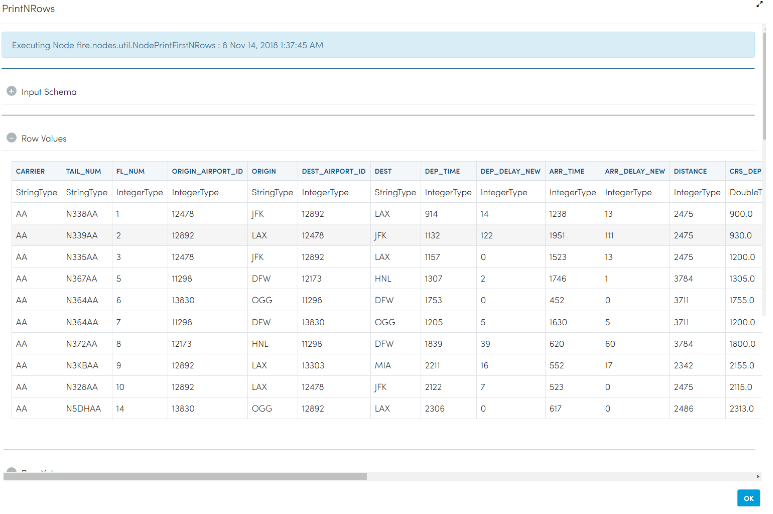 PrintNRows
Executing Node fire.nodes.util.NodePrintFirstNRows : 8 Nov 14, 2018 1:37:45 AM
Input Schema
Row Values
CARRIER TAIL_NUM FL_NUM ORIGIN_AIRPORT_ID ORIGIN DEST_AIRPORT_ID DEST DEP_TIME DEP_DELAY_NEW ARR_TIME ARR_DELAY_NEW DISTANCE CRS_DEP
StringType StringType IntegerType IntegerType StringType IntegerType StringType IntegerType IntegerType IntegerType IntegerType IntegerType DoubleT
AA N338AA 1 12478 JFK 12892 LAX 914 14 1238 13 2475 900.0
AA N339AA 2 12892 LAX 12478 JFK 1132 122 1951 111 2475 930.0
AA N335AA 3 12478 JFK 12892 LAX 1157 0 1523 13 2475 1200.0
AA N367AA 5 11298 DFW 12173 HNL 1307 2 1746 1 3784 1305.0
AA N364AA 6 13830 OGG 11298 DFW 1753 0 452 0 3711 1755.0
AA N364AA 7 11298 DFW 13830 OGG 1205 5 1630 5 3711 1200.0
AA N372AA 8 12173 HNL 11298 DFW 1839 39 620 60 3784 1800.0
AA N3KBAA 9 12892 LAX 13303 MIA 2211 16 552 17 2342 2155.0
AA N328AA 10 12892 LAX 12478 JFK 2122 7 523 0 2475 2115.0
AA N5DHAA 14 13830 OGG 12892 LAX 2306 0 617 0 2486 2313.0
OK